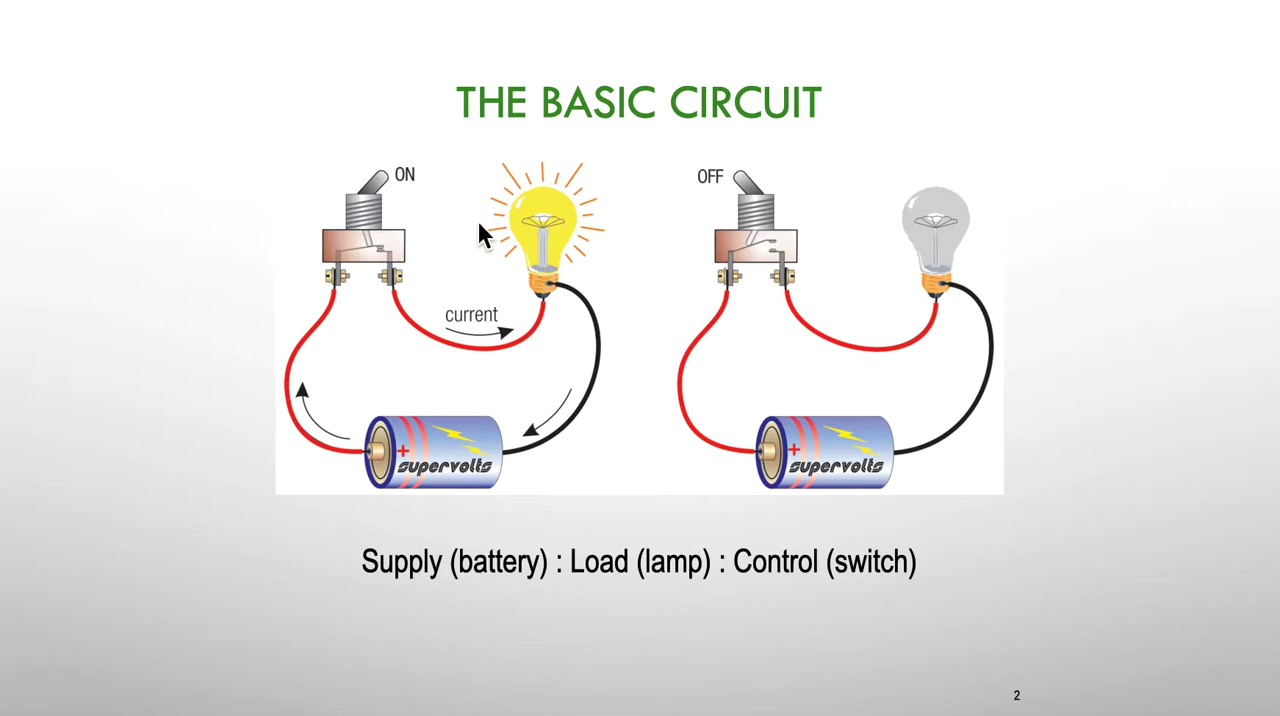 THE BASIC CIRCUIT
ON
OFF
current
+
supervolts
+
supervolts
Supply (battery) : Load (lamp) : Control (switch)
2